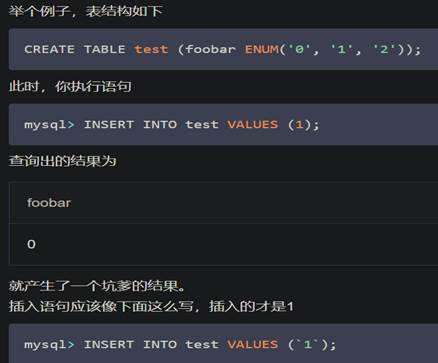 举个例子，表结构如下
CREATE TABLE test (foobar ENUM('0', '1', '2'));
此时，你执行语句
mysql> INSERT INTO test VALUES (1);
查询出的结果为
foobar
0
就产生了一个坑爹的结果。
插入语句应该像下面这么写，插入的才是1
mysql> INSERT INTO test VALUES (`1`);